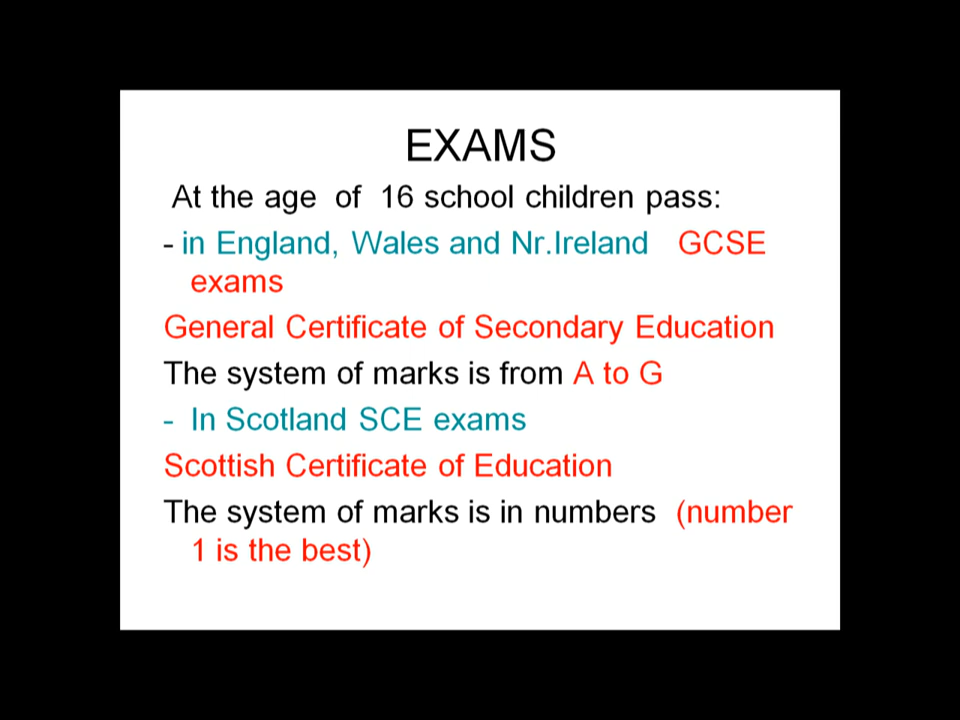 EXAMS
At the age of 16 school children pass:
- in England, Wales and Nr.Ireland GCSE
exams
General Certificate of Secondary Education
The system of marks is from A to G
- In Scotland SCE exams
Scottish Certificate of Education
The system of marks is in numbers (number
1 is the best)